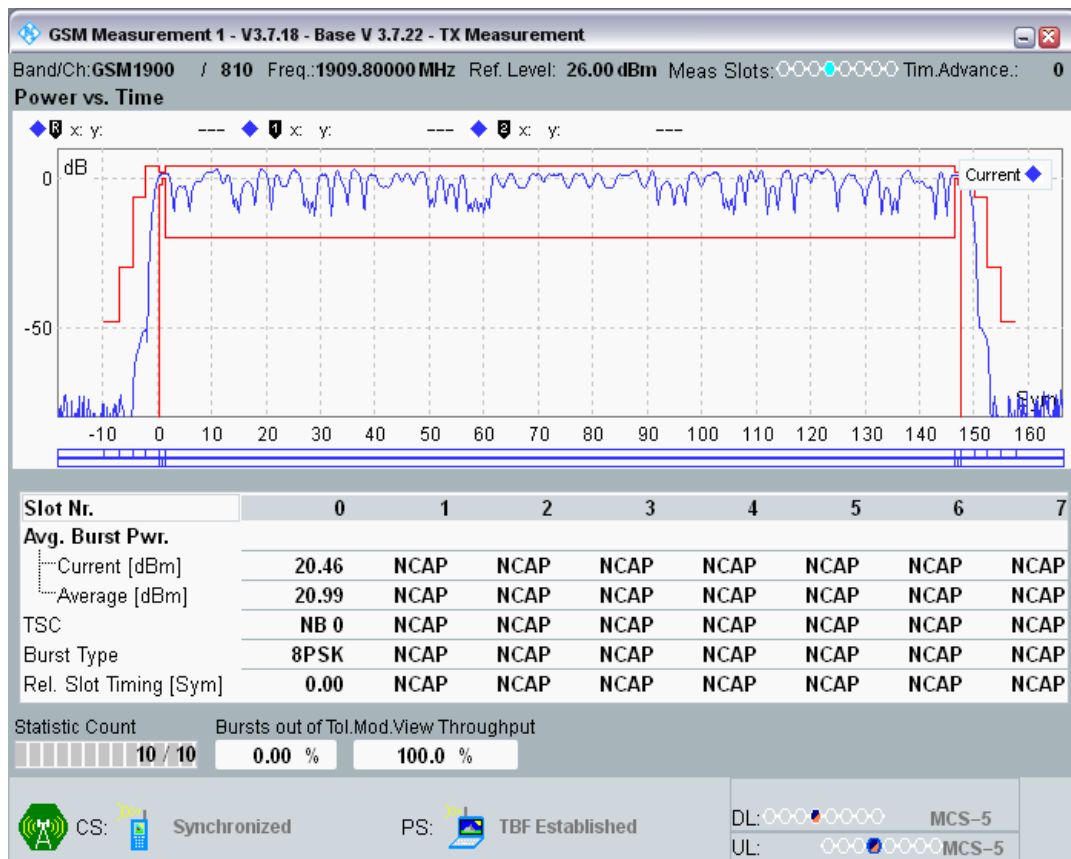 GSM Measurement 1 - V3.7.18 - Base V 3.7.22 - TX Measurement
Band/Ch:GSM1900 / 810 Freq.:1909.80000 MHz Ref. Level: 26.00 dBm Meas Slots: Tim.Advance.: 0
Power vs. Time
R x: y: --- 1 x: y: --- 2 x: y: ---
dB
Current
0
-50
Sym
-10 0 10 20 30 40 50 60 70 80 90 100 110 120 130 140 150 160
Slot Nr. 0 1 2 3 4 5 6 7
Avg. Burst Pwr.
Current [dBm] 20.46 NCAP NCAP NCAP NCAP NCAP NCAP NCAP
Average [dBm] 20.99 NCAP NCAP NCAP NCAP NCAP NCAP NCAP
TSC NB 0 NCAP NCAP NCAP NCAP NCAP NCAP NCAP
Burst Type 8PSK NCAP NCAP NCAP NCAP NCAP NCAP NCAP
Rel. Slot Timing [Sym] 0.00 NCAP NCAP NCAP NCAP NCAP NCAP NCAP
Statistic Count Bursts out of Tol.Mod.View Throughput
10 / 10 0.00 % 100.0 %
CS: Synchronized PS: TBF Established
DL: MCS-5
UL: MCS-5